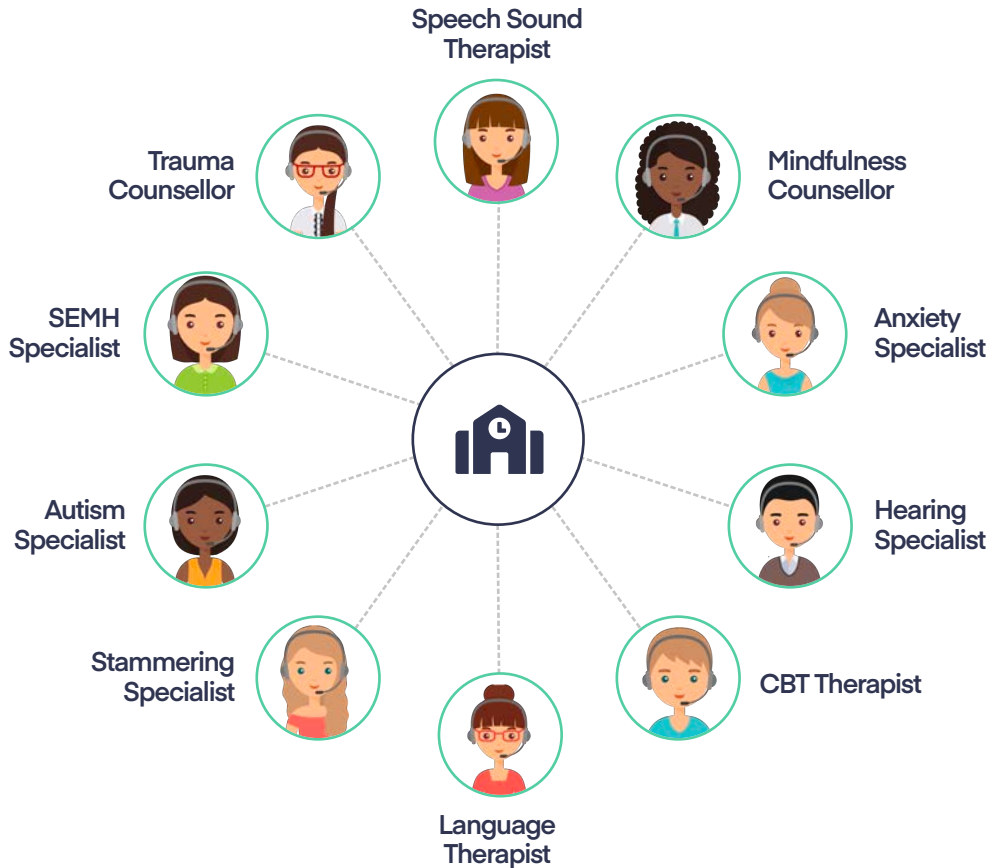 Speech Sound
Therapist
Trauma
Counsellor
Mindfulness
Counsellor
SEMH
Specialist
Anxiety
Specialist
Autism
Specialist
Hearing
Specialist
Stammering
Specialist
CBT Therapist
Language
Therapist